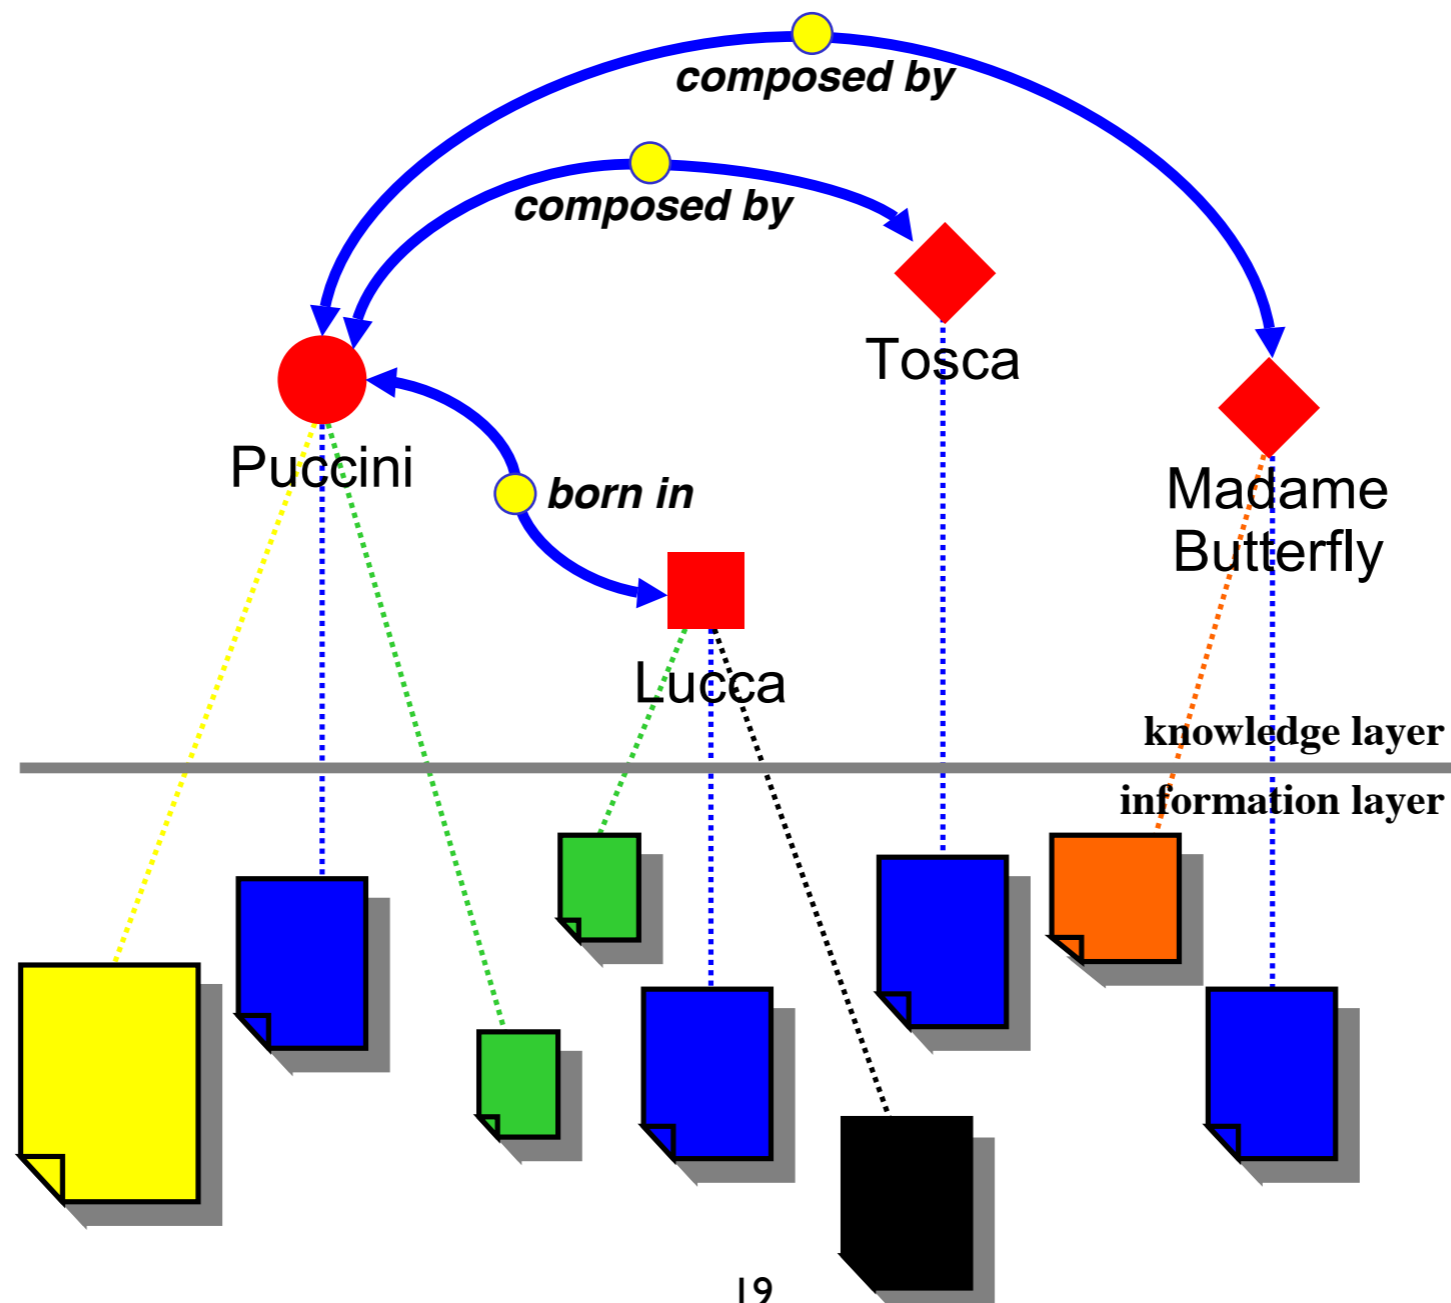 composed by
composed by
Tosca
Puccini
born in
Madame
Butterfly
Lucca
knowledge layer
information layer
19